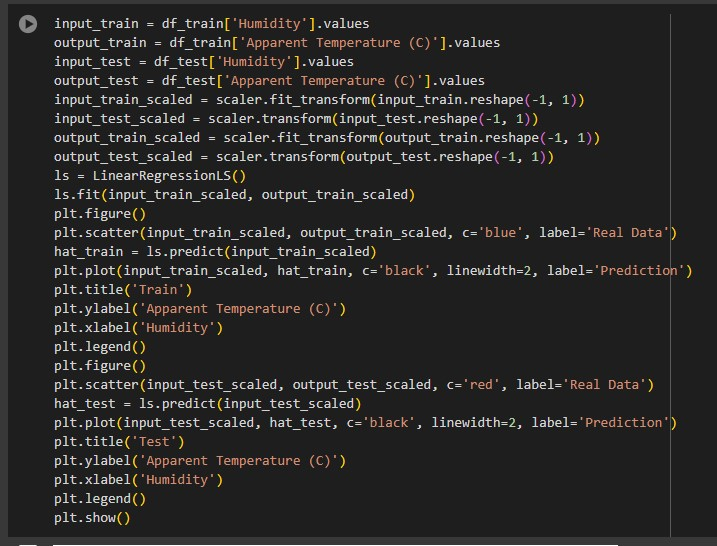 input_train = df_train['Humidity'].values
output_train = df_train['Apparent Temperature (C)'].values
input_test = df_test['Humidity'].values
output_test = df_test['Apparent Temperature (C)'].values
input_train_scaled = scaler.fit_transform(input_train.reshape(-1, 1))
input_test_scaled = scaler.transform(input_test.reshape(-1, 1))
output_train_scaled = scaler.fit_transform(output_train.reshape(-1, 1))
output_test_scaled = scaler.transform(output_test.reshape(-1, 1))
ls = LinearRegressionLS()
ls.fit(input_train_scaled, output_train_scaled)
plt.figure()
plt.scatter(input_train_scaled, output_train_scaled, c='blue', label='Real Data')
hat_train = ls.predict(input_train_scaled)
plt.plot(input_train_scaled, hat_train, c='black', linewidth=2, label='Prediction')
plt.title('Train')
plt.ylabel('Apparent Temperature (C)')
plt.xlabel('Humidity')
plt.legend()
plt.figure()
plt.scatter(input_test_scaled, output_test_scaled, c='red', label='Real Data')
hat_test = ls.predict(input_test_scaled)
plt.plot(input_test_scaled, hat_test, c='black', linewidth=2, label='Prediction')
plt.title('Test')
plt.ylabel('Apparent Temperature (C)')
plt.xlabel('Humidity')
plt.legend()
plt.show()